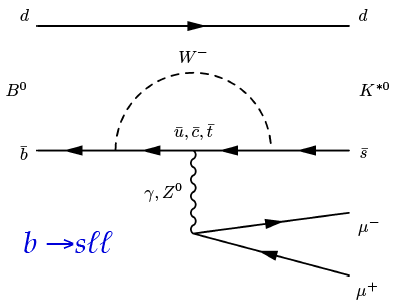 d d
W⁻
B⁰ K*⁰
ū, c̄, t̄
b̄ s̄
γ, Z⁰
μ⁻
b → sℓℓ
μ⁺